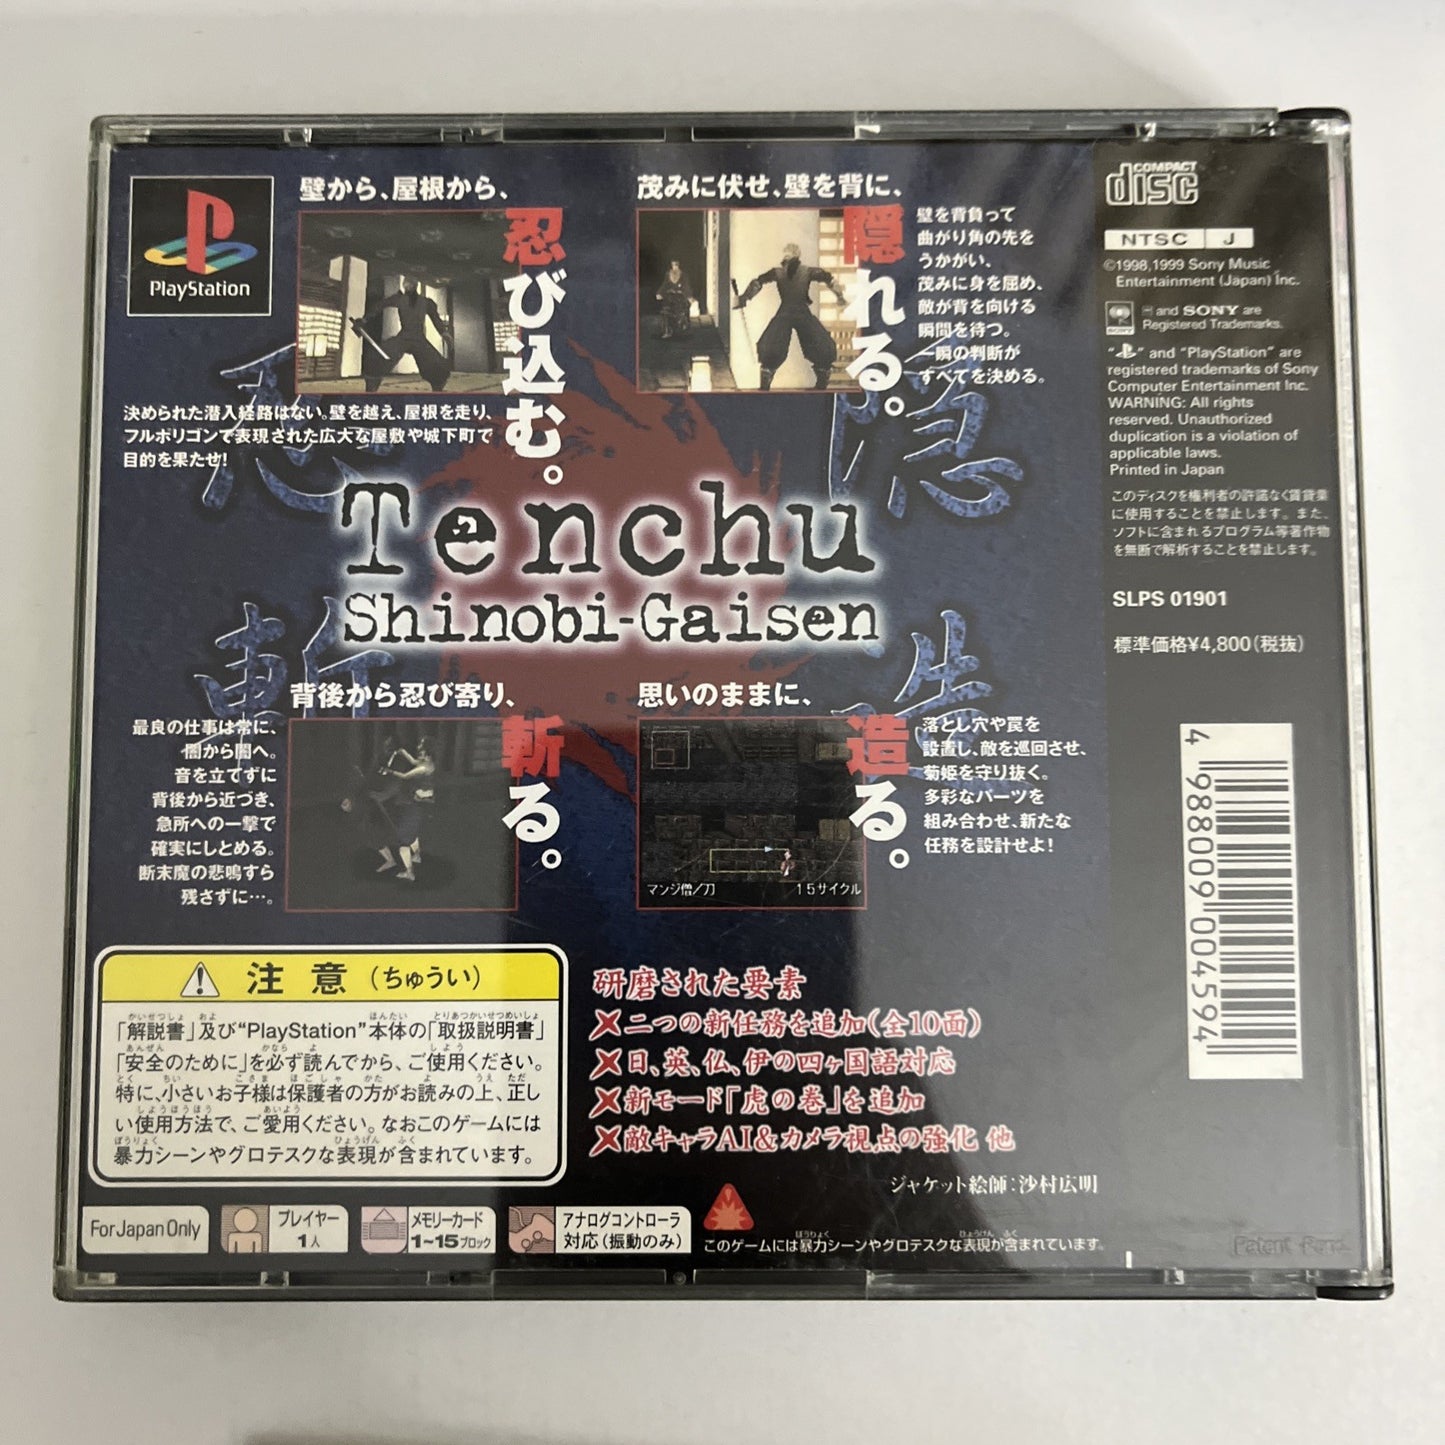 PlayStation
壁から、屋根から、
忍び込む。
決められた潜入経路はない。壁を越え、屋根を走り、
フルポリゴンで表現された広大な屋敷や城下町で
目的を果たせ!
茂みに伏せ、壁を背に、
隠れる。
壁を背負って
曲がり角の先を
うかがい、
茂みに身を屈め、
敵が背を向ける
瞬間を待つ。
一瞬の判断が
すべてを決める。
忍
隠
Tenchu
Shinobi-Gaisen
斬
造
背後から忍び寄り、
斬る。
最良の仕事は常に、
闇から闇へ。
音を立てずに
背後から近づき、
急所への一撃で
確実にしとめる。
断末魔の悲鳴すら
残さずに…。
思いのままに、
造る。
マンジ僧/刀
15サイクル
落とし穴や罠を
設置し、敵を巡回させ、
菊姫を守り抜く。
多彩なパーツを
組み合わせ、新たな
任務を設計せよ!
注意(ちゅうい)
「解説書」及び“PlayStation”本体の「取扱説明書」
「安全のために」を必ず読んでから、ご使用ください。
特に、小さいお子様は保護者の方がお読みの上、正し
い使用方法で、ご愛用ください。なおこのゲームには
暴力シーンやグロテスクな表現が含まれています。
研磨された要素
二つの新任務を追加(全10面)
日、英、仏、伊の四ヶ国語対応
新モード「虎の巻」を追加
敵キャラAI&カメラ視点の強化 他
ジャケット絵師:沙村広明
For Japan Only
プレイヤー
1人
メモリーカード
1~15ブロック
アナログコントローラ
対応(振動のみ)
このゲームには暴力シーンやグロテスクな表現が含まれています。
COMPACT
disc
NTSC J
©1998,1999 Sony Music
Entertainment (Japan) Inc.
SONY
and SONY are
Registered Trademarks.
" " and "PlayStation" are
registered trademarks of Sony
Computer Entertainment Inc.
WARNING: All rights
reserved. Unauthorized
duplication is a violation of
applicable laws.
Printed in Japan
このディスクを権利者の許諾なく賃貸業
に使用することを禁止します。また、
ソフトに含まれるプログラム等著作物
を無断で解析することを禁止します。
SLPS 01901
標準価格¥4,800(税抜)
4 988009 004594
Patent Pend.